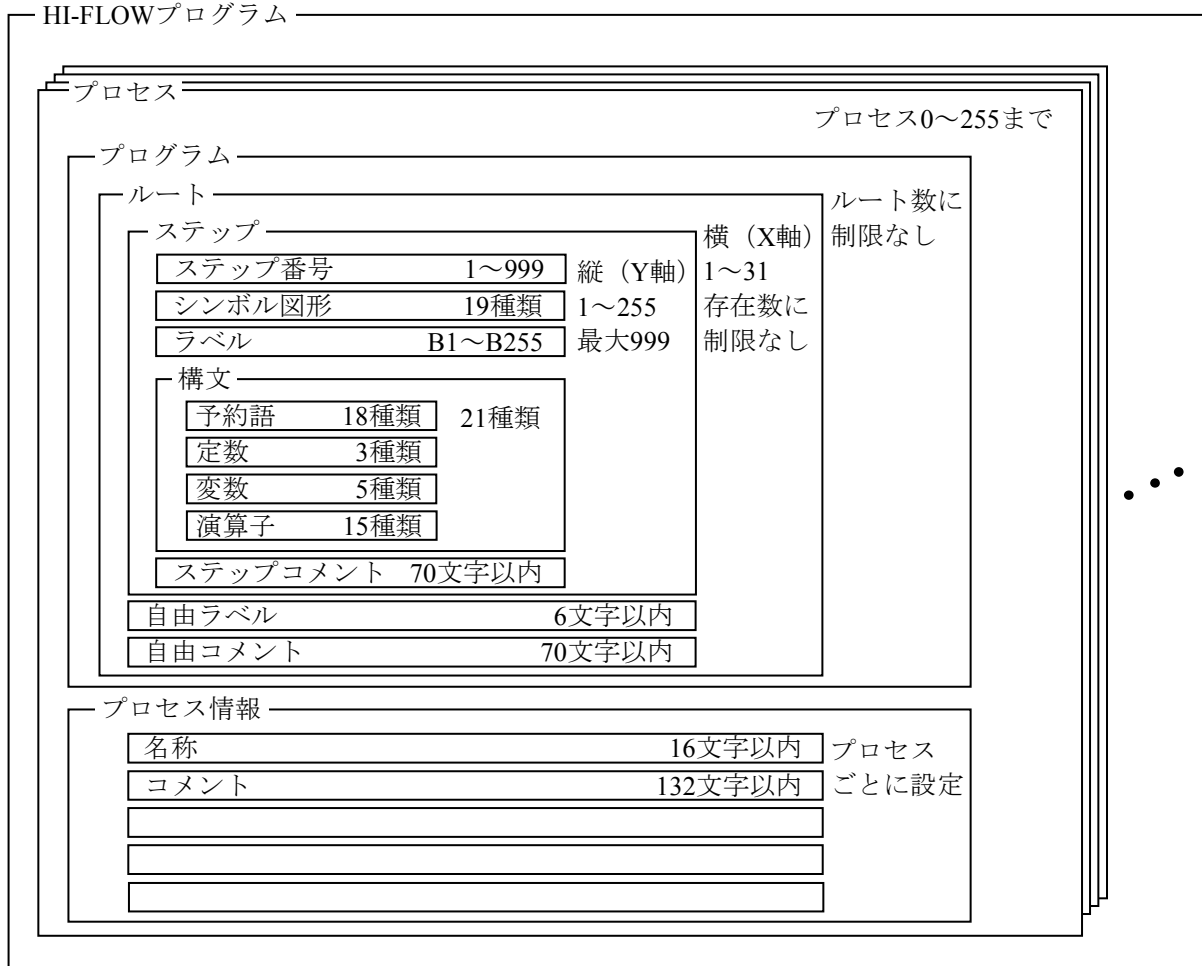 HI-FLOWプログラム
プロセス
プロセス0～255まで
プログラム
ルート
ルート数に
制限なし
ステップ
横（X軸）
1～31
存在数に
制限なし
ステップ番号 1～999
縦（Y軸）
1～255
最大999
シンボル図形 19種類
ラベル B1～B255
構文
予約語 18種類
21種類
定数 3種類
変数 5種類
演算子 15種類
ステップコメント 70文字以内
自由ラベル 6文字以内
自由コメント 70文字以内
プロセス情報
名称 16文字以内
コメント 132文字以内
プロセス
ごとに設定